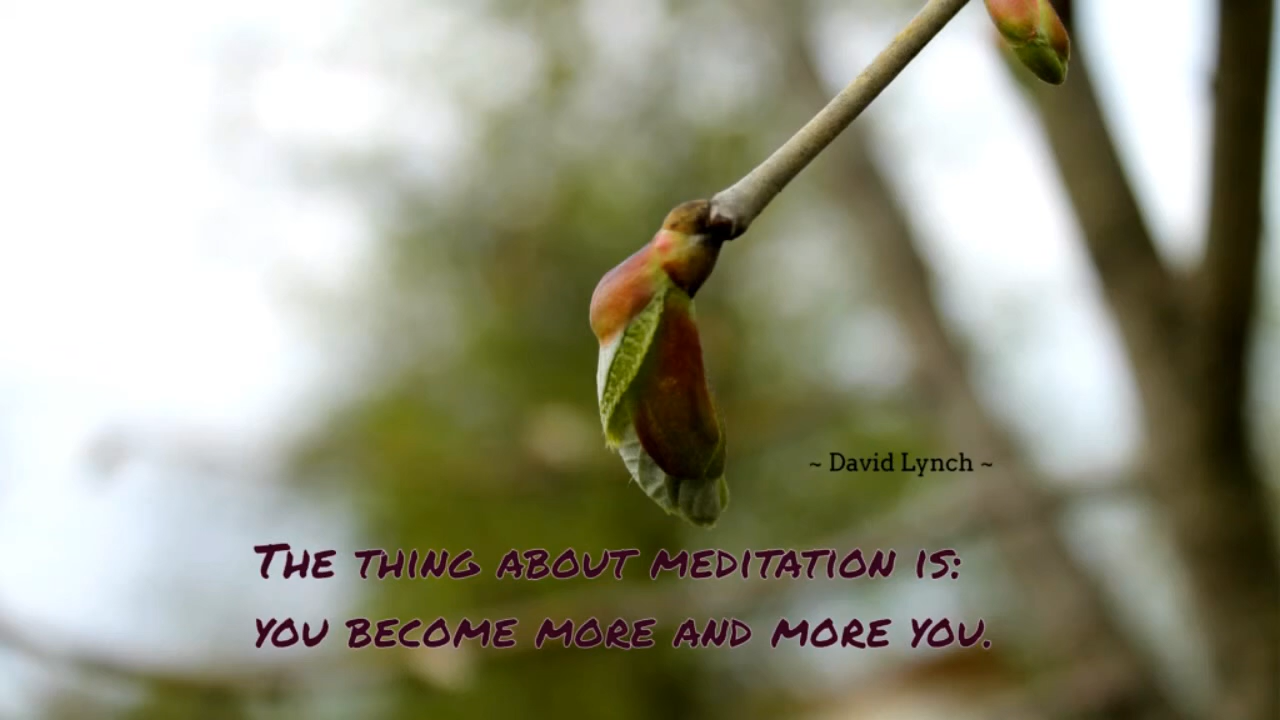 ~ David Lynch ~
The thing about meditation is:
you become more and more you.